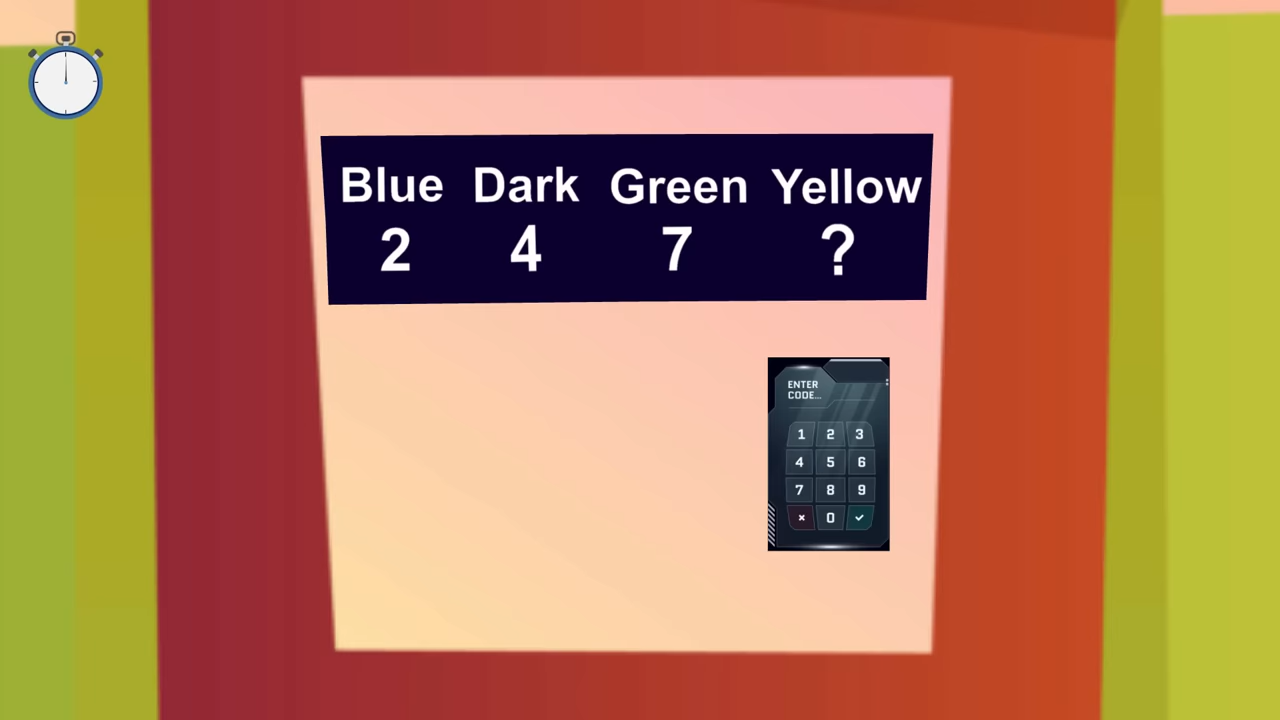 Blue Dark Green Yellow
2 4 7 ?
ENTER
CODE...
1 2 3
4 5 6
7 8 9
× 0 ✓